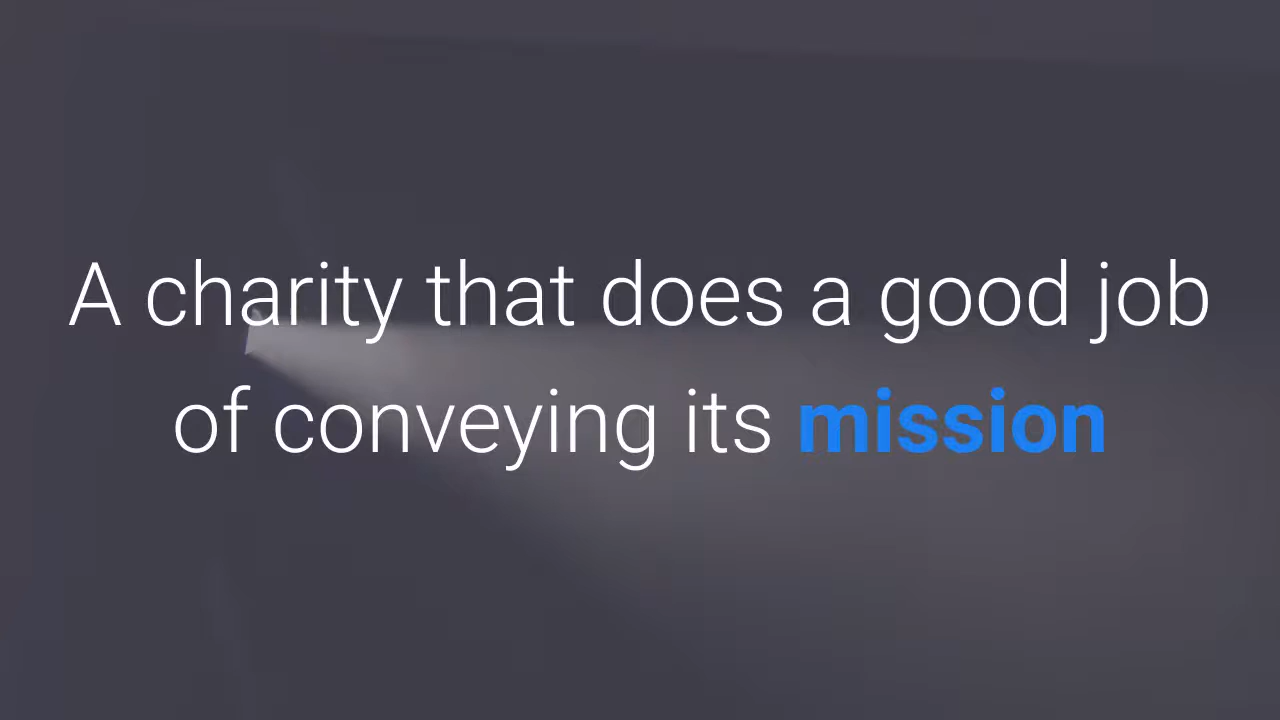 A charity that does a good job
of conveying its mission